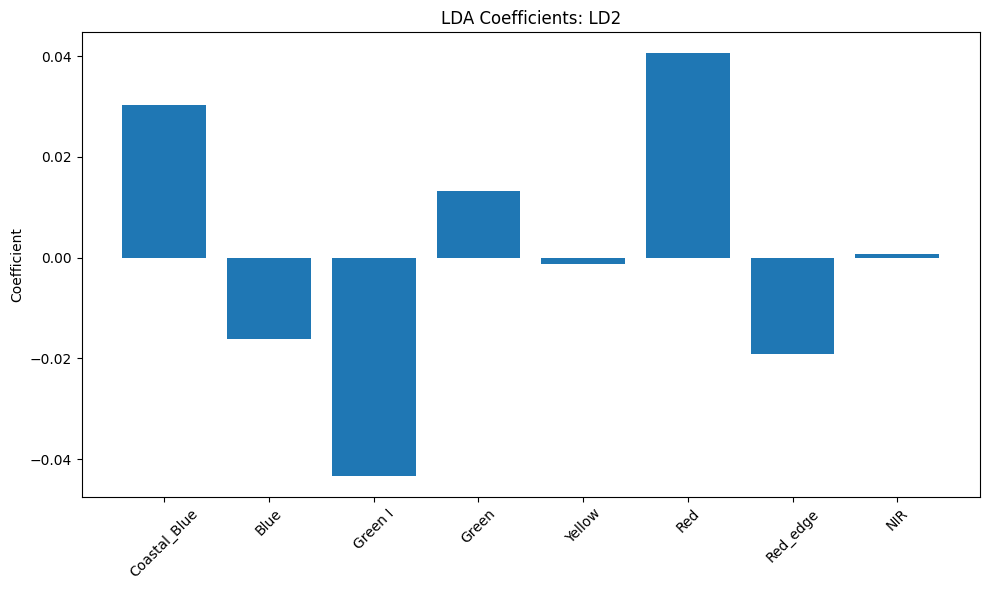 LDA Coefficients: LD2
Coefficient
0.04
0.02
0.00
−0.02
−0.04
Coastal_Blue
Blue
Green I
Green
Yellow
Red
Red_edge
NIR